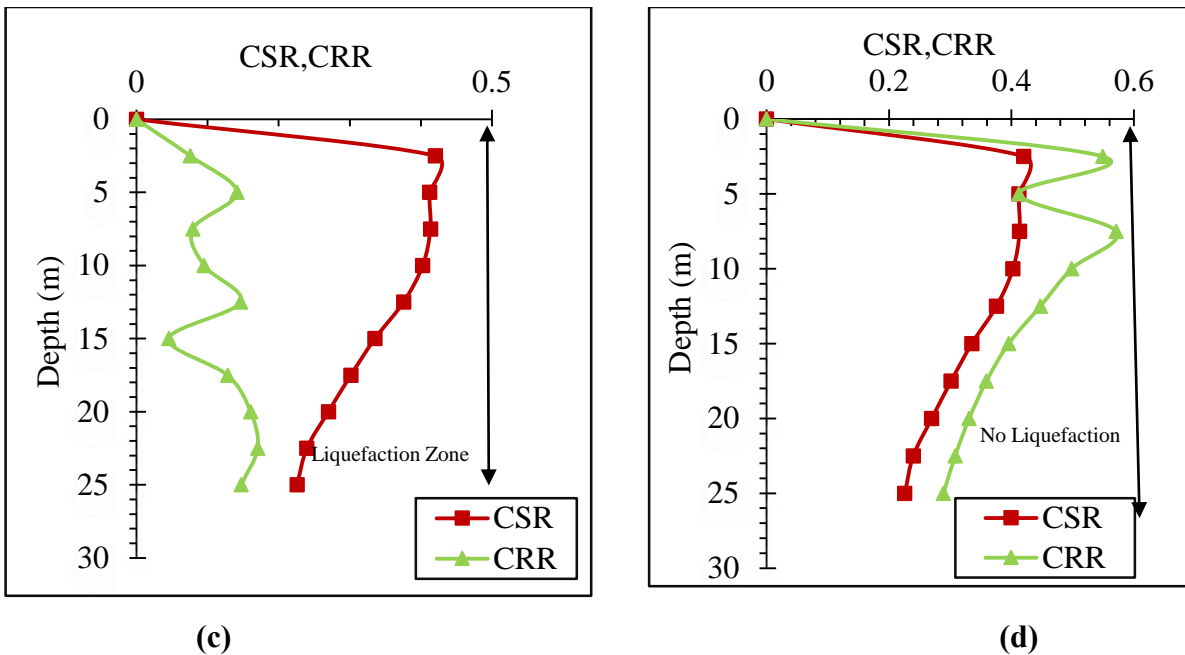 CSR,CRR
0 0.5
0
5
10
15
20
25
30
Depth (m)
Liquefaction Zone
CSR
CRR
(c)
CSR,CRR
0 0.2 0.4 0.6
0
5
10
15
20
25
30
Depth (m)
No Liquefaction
CSR
CRR
(d)